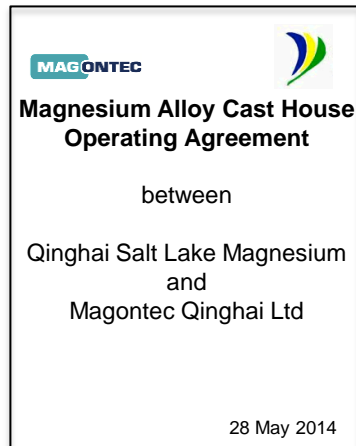 MAGONTEC
Magnesium Alloy Cast House
Operating Agreement
between
Qinghai Salt Lake Magnesium
and
Magontec Qinghai Ltd
28 May 2014